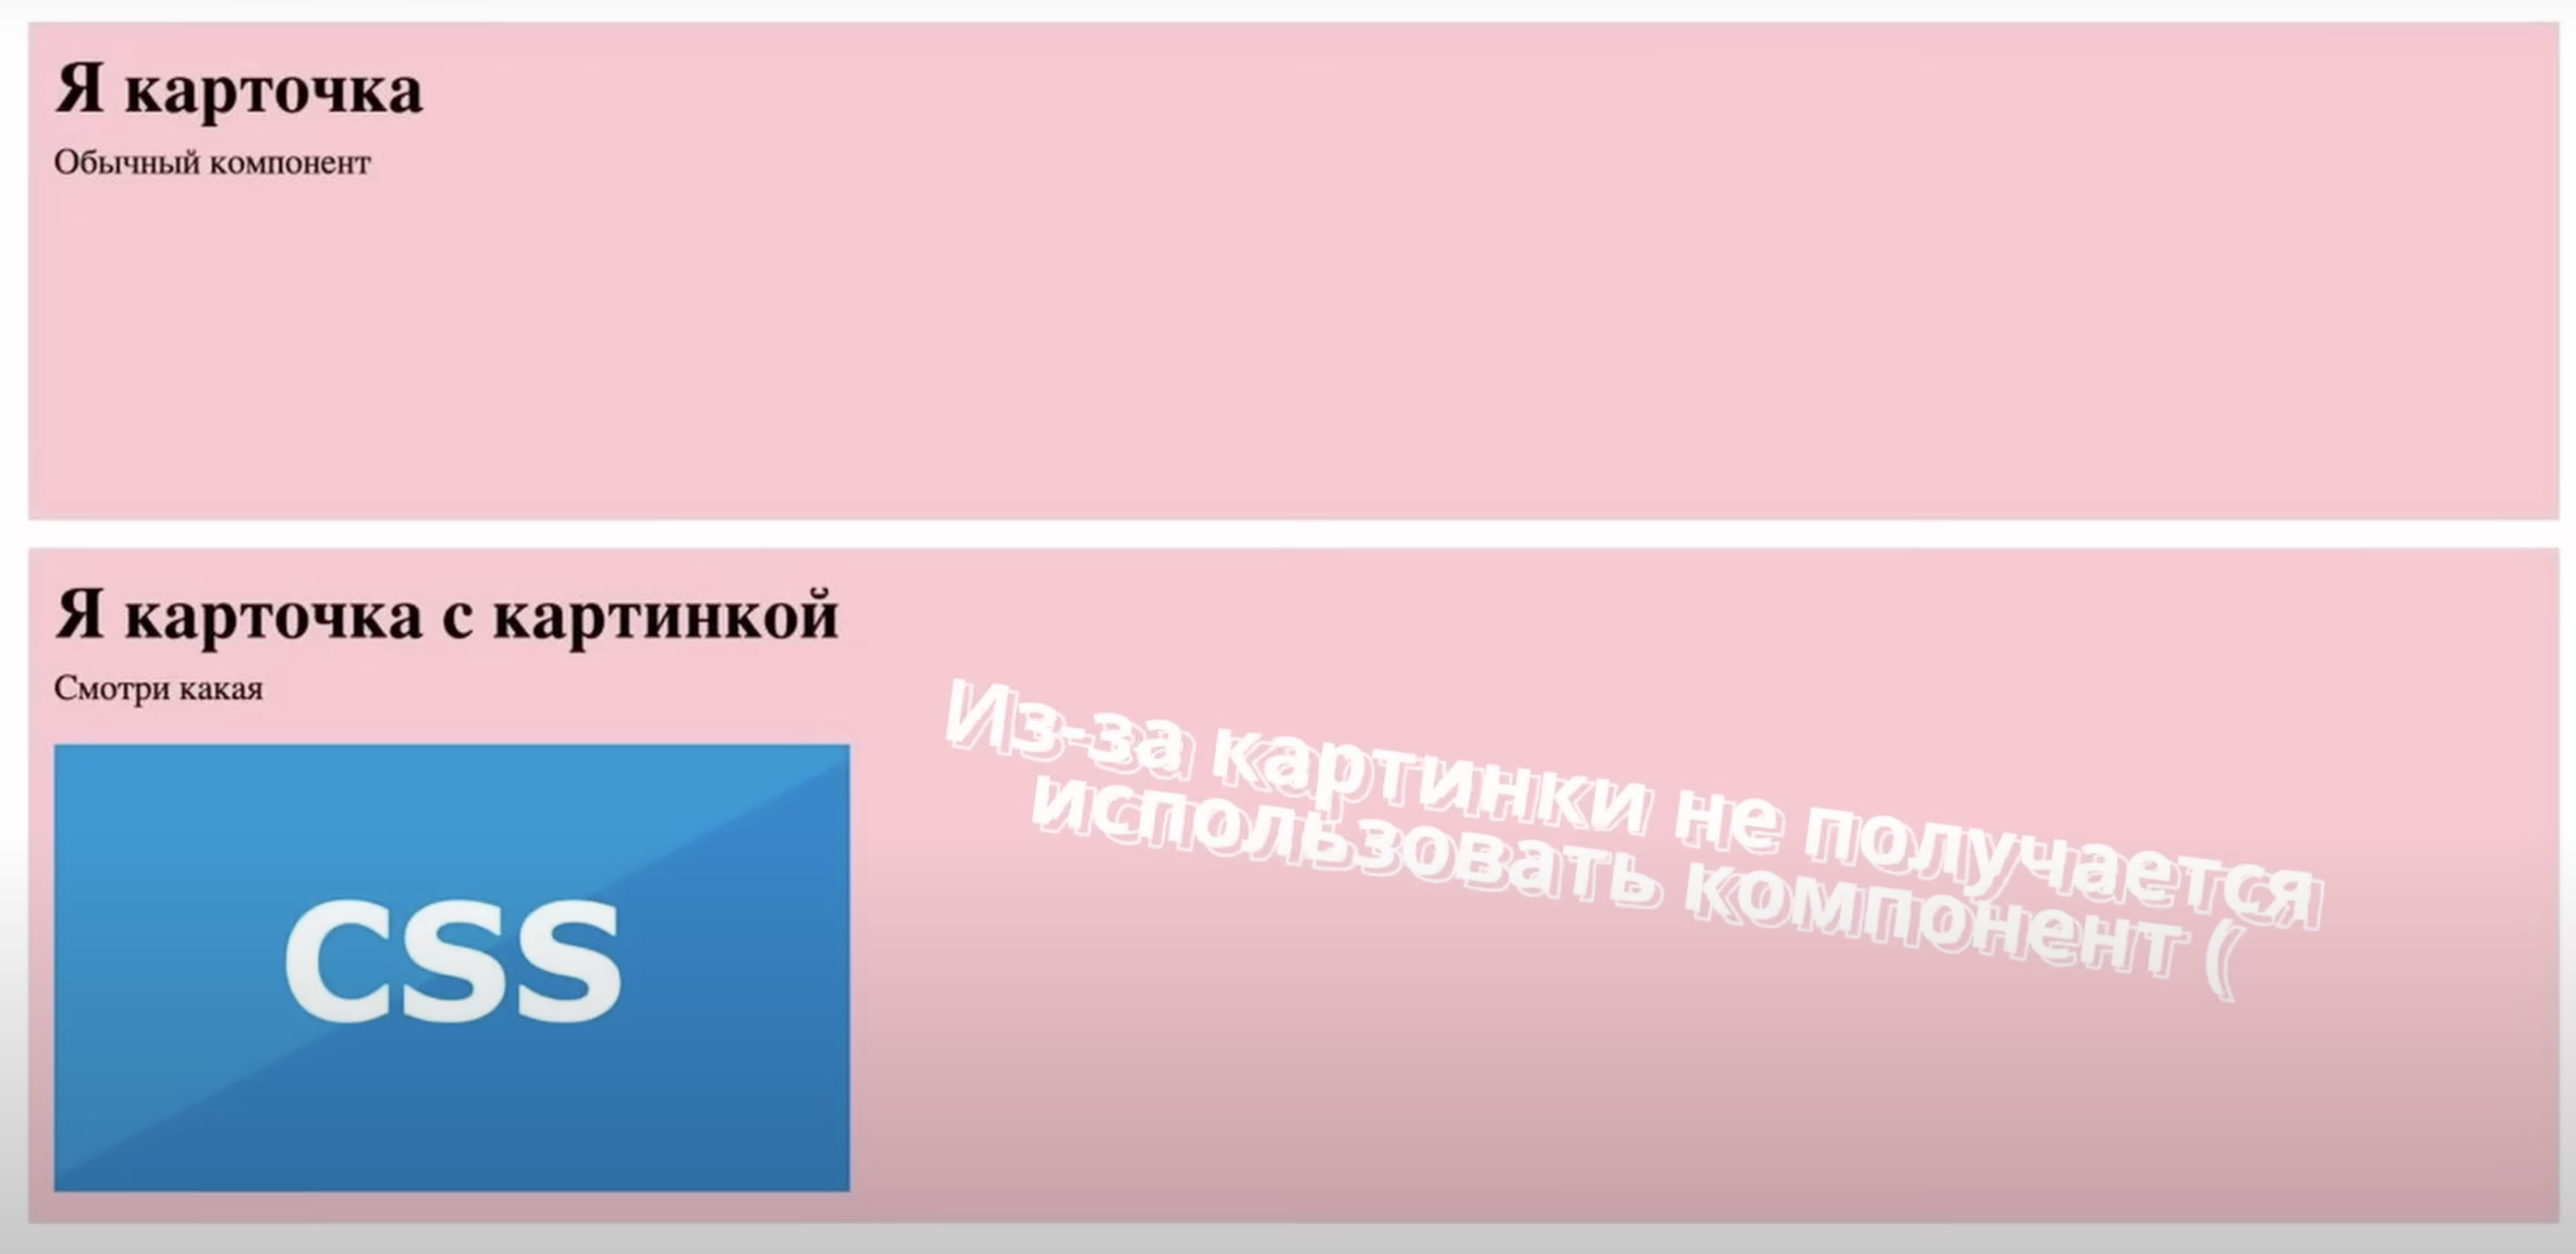 Я карточка
Обычный компонент
Я карточка с картинкой
Смотри какая
CSS
Из-за картинки не получается
использовать компонент (